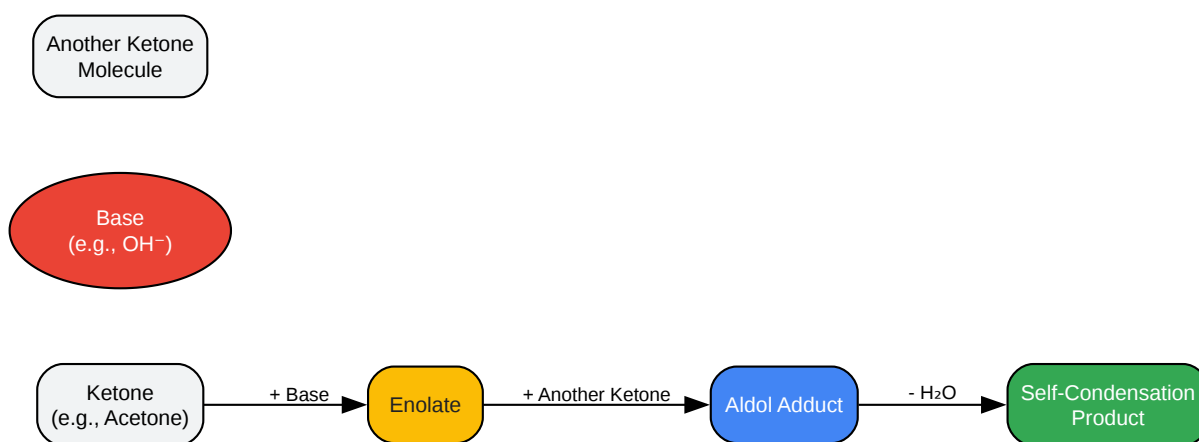 Another Ketone
Molecule
Base
(e.g., OH⁻)
Ketone
(e.g., Acetone)
+ Base
Enolate
+ Another Ketone
Aldol Adduct
- H₂O
Self-Condensation
Product